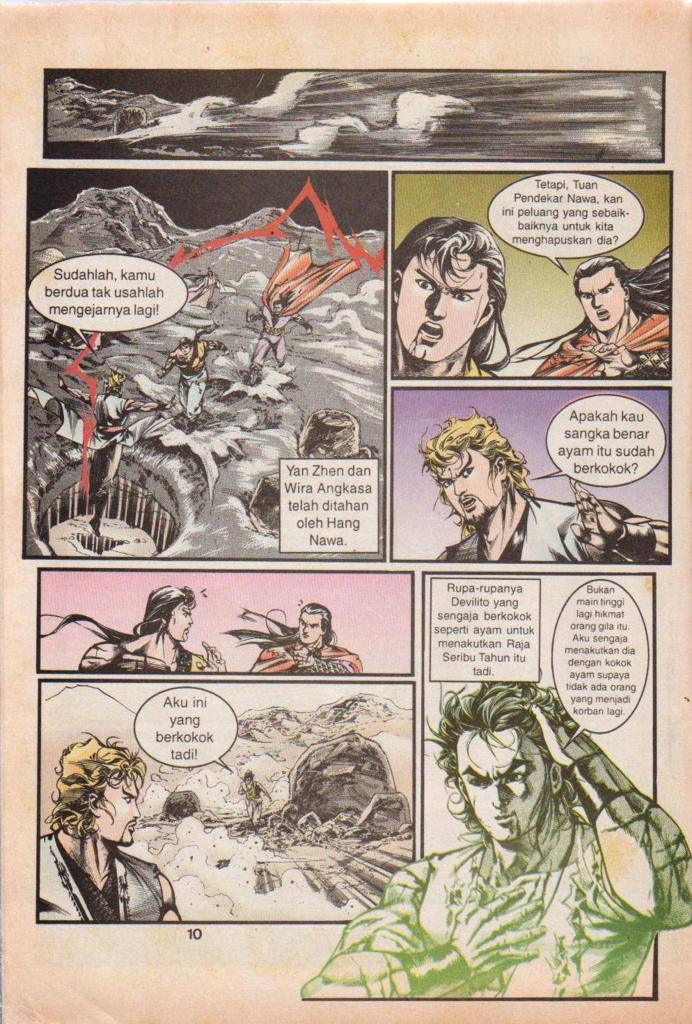 Sudahlah, kamu
berdua tak usahlah
mengejarnya lagi!
Yan Zhen dan
Wira Angkasa
telah ditahan
oleh Hang
Nawa.
Tetapi, Tuan
Pendekar Nawa, kan
ini peluang yang sebaik-
baiknya untuk kita
menghapuskan dia?
Apakah kau
sangka benar
ayam itu sudah
berkokok?
Aku ini
yang
berkokok
tadi!
Rupa-rupanya
Devilito yang
sengaja berkokok
seperti ayam untuk
menakutkan Raja
Seribu Tahun itu
tadi.
Bukan
main tinggi
lagi hikmat
orang gila itu.
Aku sengaja
menakutkan dia
dengan kokok
ayam supaya
tidak ada orang
yang menjadi
korban lagi.
10